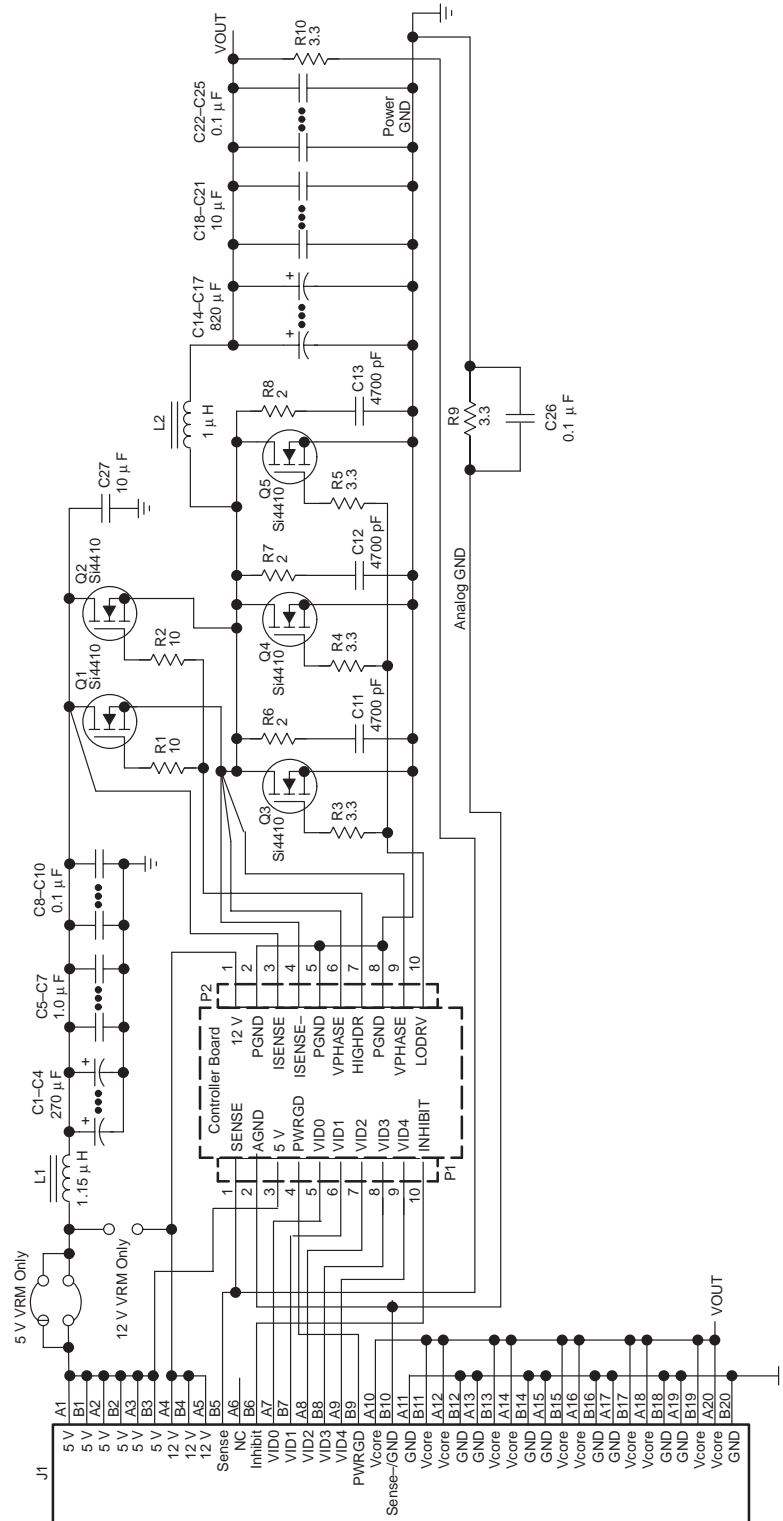 J1
5 V A1
5 V B1
5 V A2
5 V B2
5 V A3
5 V B3
12 V A4
12 V B4
12 V A5
Sense B5
NC A6
Inhibit B6
VID0 A7
VID1 B7
VID2 A8
VID3 B8
VID4 A9
PWRGD B9
Vcore A10
Sense–/GND B10
GND A11
Vcore B11
Vcore A12
GND B12
GND A13
Vcore B13
Vcore A14
GND B14
GND A15
Vcore B15
Vcore A16
GND B16
GND A17
Vcore B17
Vcore A18
GND B18
GND A19
Vcore B19
Vcore A20
GND B20
VOUT
5 V VRM Only
12 V VRM Only
L1
1.15 μH
C1–C4
270 μF
C5–C7
1.0 μF
C8–C10
0.1 μF
Q1
Si4410
R1
10
Q2
Si4410
R2
10
C27
10 μF
Controller Board
P1
1 SENSE
2 AGND
3 5 V
4 PWRGD
5 VID0
6 VID1
7 VID2
8 VID3
9 VID4
10 INHIBIT
P2
12 V 1
PGND 2
ISENSE 3
ISENSE– 4
PGND 5
VPHASE 6
HIGHDR 7
PGND 8
VPHASE 9
LODRV 10
Q3
Si4410
R3
3.3
R6
2
C11
4700 pF
Q4
Si4410
R4
3.3
R7
2
C12
4700 pF
Q5
Si4410
R5
3.3
R8
2
C13
4700 pF
L2
1 μH
C14–C17
820 μF
C18–C21
10 μF
C22–C25
0.1 μF
R10
3.3
VOUT
Power
GND
Analog GND
R9
3.3
C26
0.1 μF